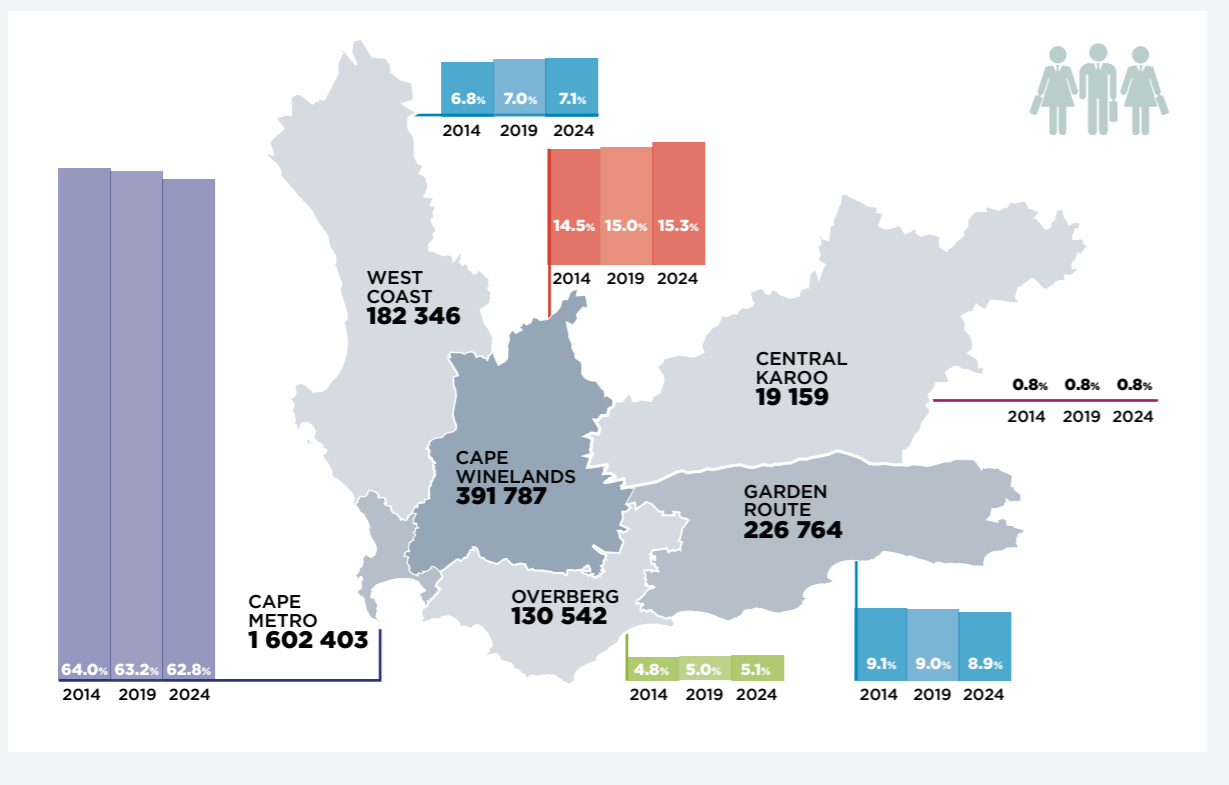 6.8% 7.0% 7.1%
2014 2019 2024
14.5% 15.0% 15.3%
2014 2019 2024
WEST
COAST
182 346
CENTRAL
KAROO
19 159
0.8% 0.8% 0.8%
2014 2019 2024
CAPE
WINELANDS
391 787
GARDEN
ROUTE
226 764
OVERBERG
130 542
CAPE
METRO
1 602 403
64.0% 63.2% 62.8%
2014 2019 2024
4.8% 5.0% 5.1%
2014 2019 2024
9.1% 9.0% 8.9%
2014 2019 2024